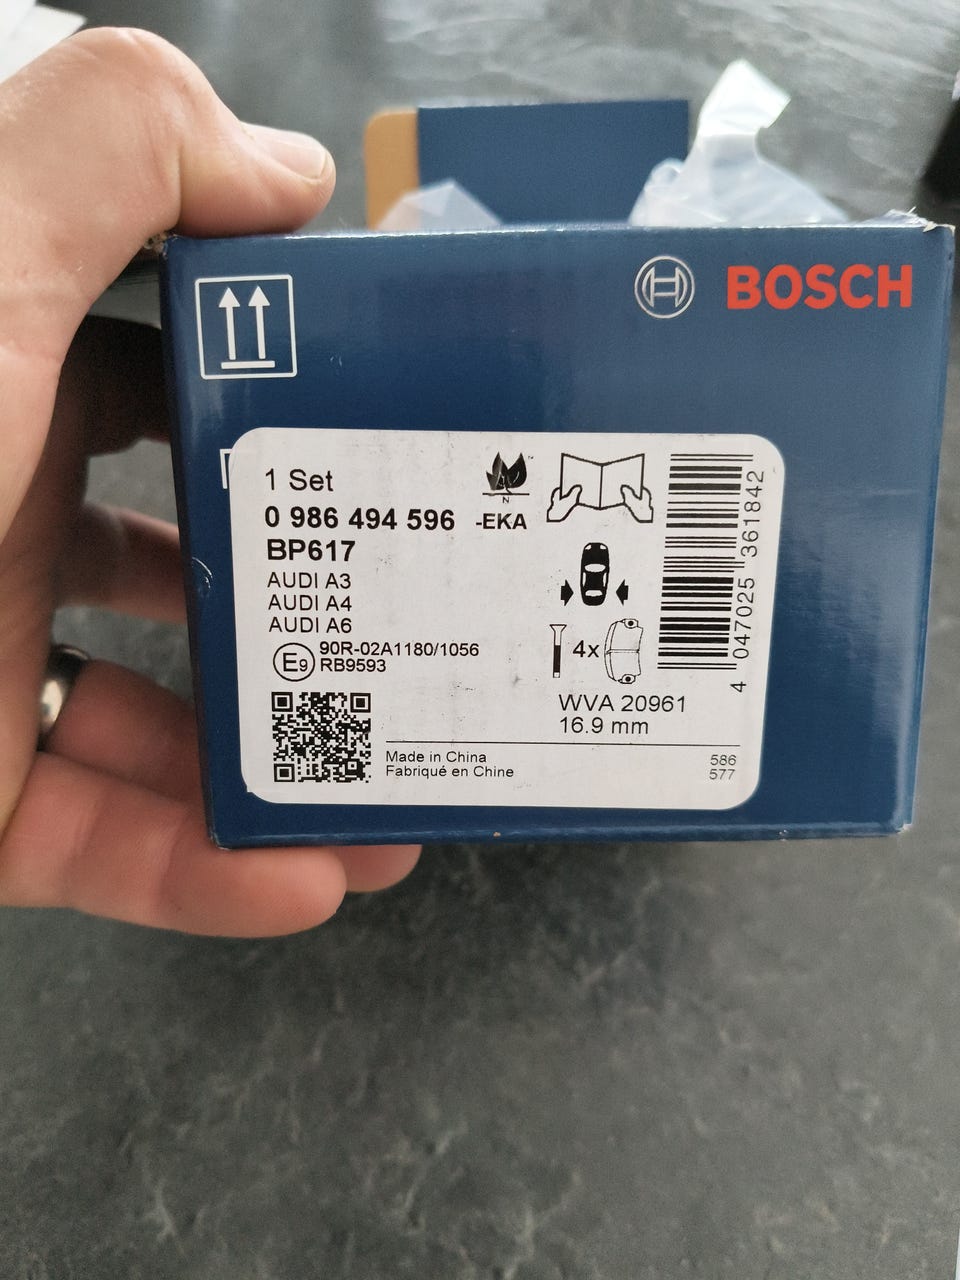 BOSCH
1 Set
0 986 494 596 -EKA
BP617
AUDI A3
AUDI A4
AUDI A6
E9 90R-02A1180/1056
RB9593
N
4x
WVA 20961
16.9 mm
Made in China
Fabriqué en Chine
586
577
4 047025 361842